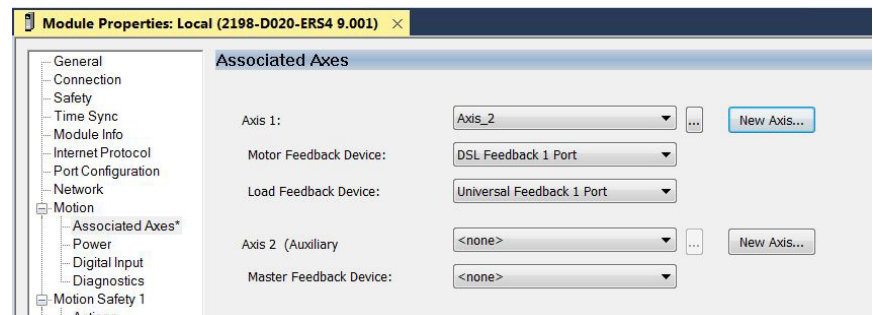 Module Properties: Local (2198-D020-ERS4 9.001) ×
General
Connection
Safety
Time Sync
Module Info
Internet Protocol
Port Configuration
Network
Motion
Associated Axes*
Power
Digital Input
Diagnostics
Motion Safety 1
Associated Axes
Axis 1: Axis_2 ... New Axis...
Motor Feedback Device: DSL Feedback 1 Port
Load Feedback Device: Universal Feedback 1 Port
Axis 2 (Auxiliary <none> ... New Axis...
Master Feedback Device: <none>